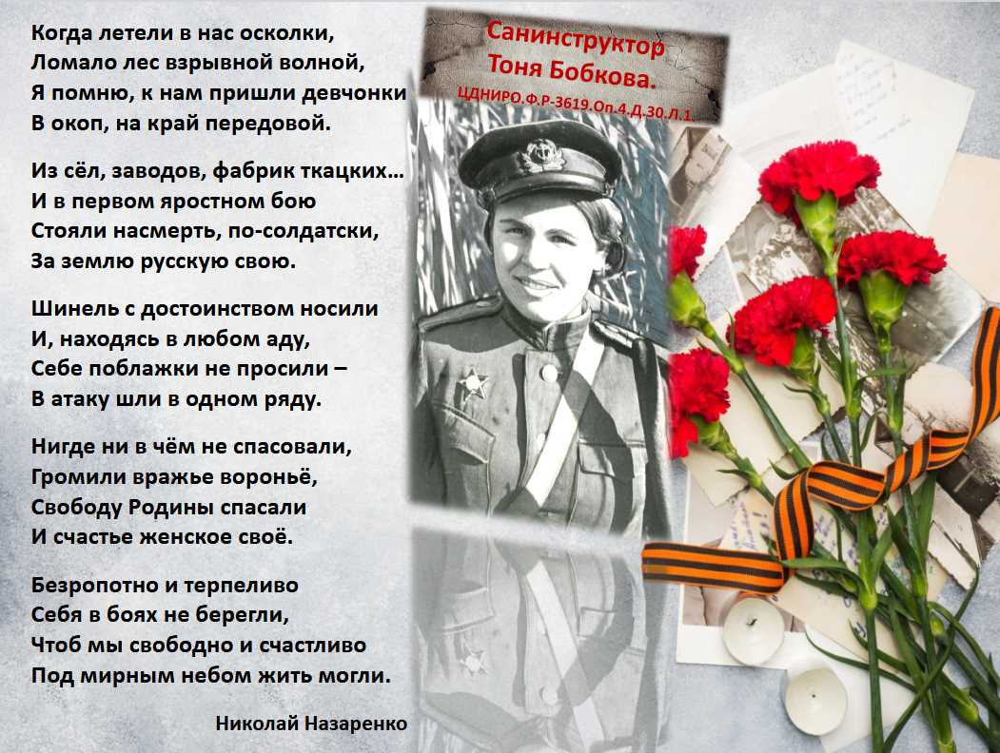 Когда летели в нас осколки,
Ломало лес взрывной волной,
Я помню, к нам пришли девчонки
В окоп, на край передовой.
Из сёл, заводов, фабрик ткацких…
И в первом яростном бою
Стояли насмерть, по-солдатски,
За землю русскую свою.
Шинель с достоинством носили
И, находясь в любом аду,
Себе поблажки не просили –
В атаку шли в одном ряду.
Нигде ни в чём не спасовали,
Громили вражье вороньё,
Свободу Родины спасали
И счастье женское своё.
Безропотно и терпеливо
Себя в боях не берегли,
Чтоб мы свободно и счастливо
Под мирным небом жить могли.
Николай Назаренко
Санинструктор
Тоня Бобкова.
ЦДНИРО.Ф.Р-3619.Оп.4.Д.30.Л.1.